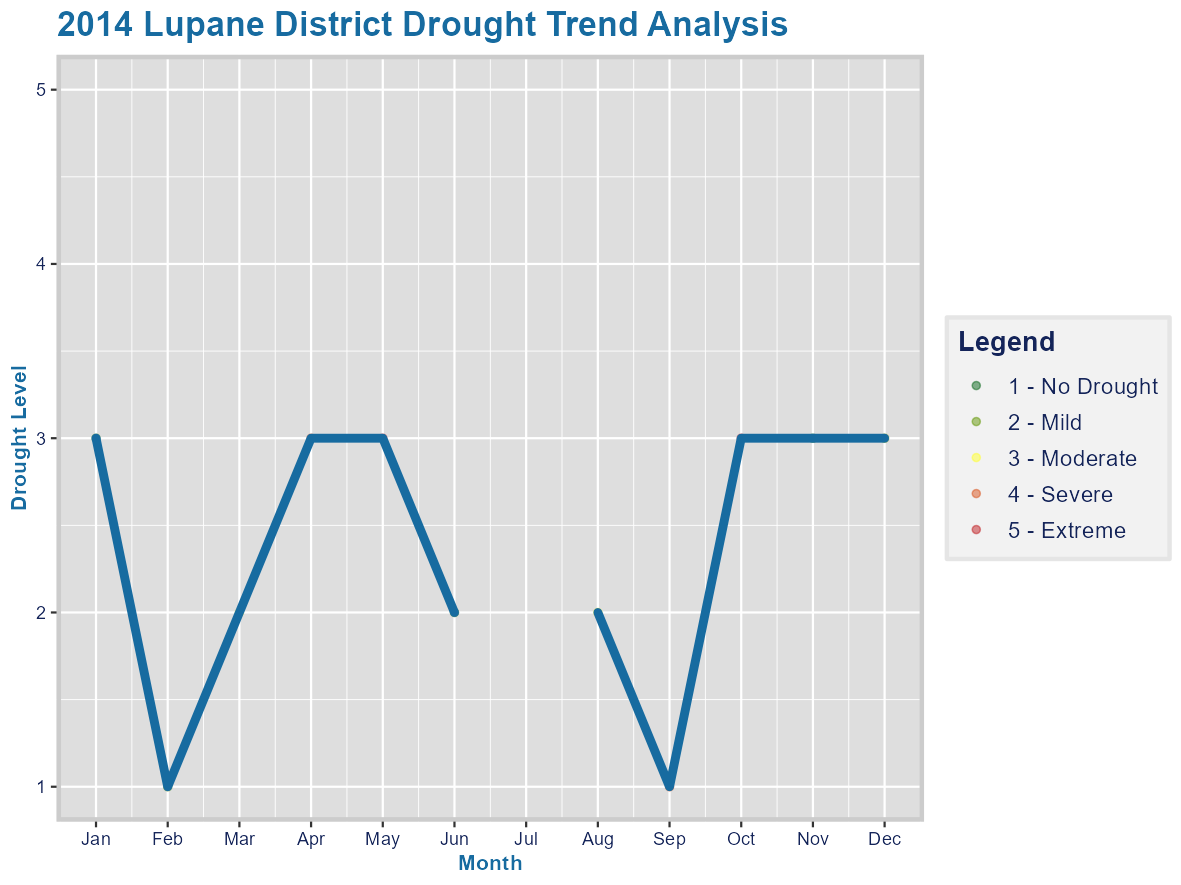 2014 Lupane District Drought Trend Analysis
Drought Level
5
4
3
2
1
Jan Feb Mar Apr May Jun Jul Aug Sep Oct Nov Dec
Month
Legend
1 - No Drought
2 - Mild
3 - Moderate
4 - Severe
5 - Extreme